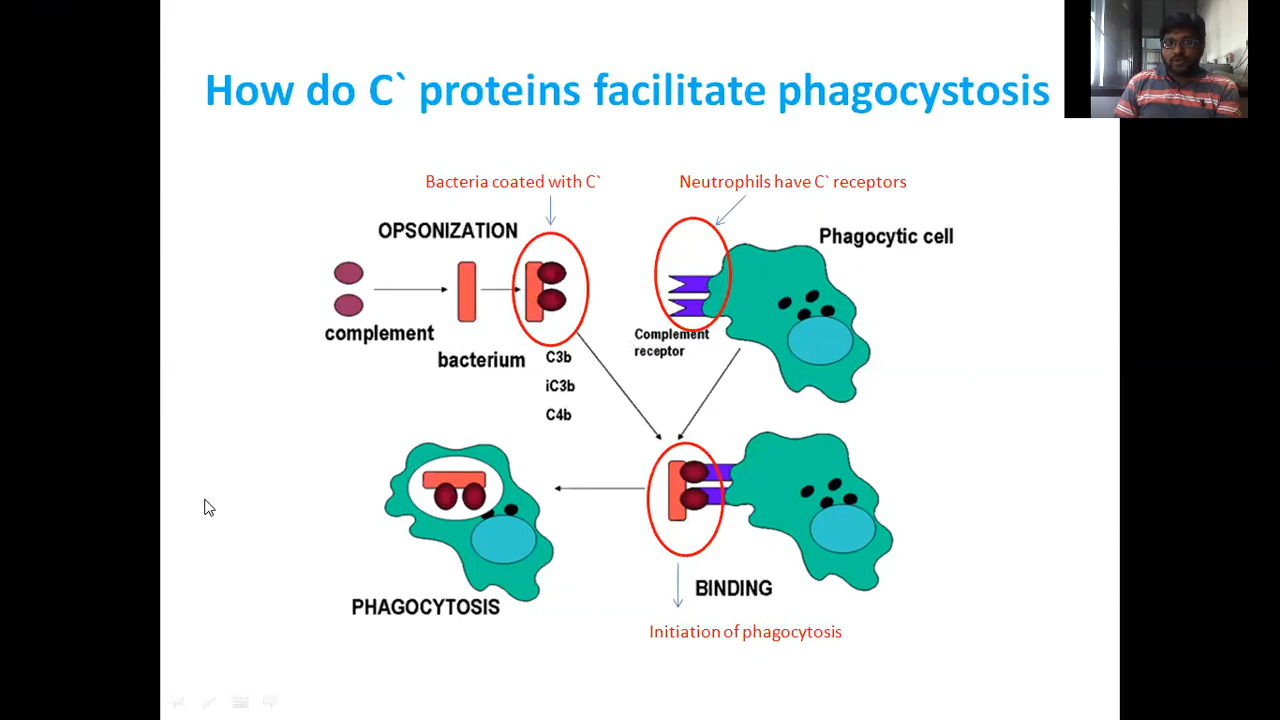 How do C` proteins facilitate phagocystosis
Bacteria coated with C`
Neutrophils have C` receptors
OPSONIZATION
Phagocytic cell
complement
bacterium
Complement
receptor
C3b
iC3b
C4b
BINDING
PHAGOCYTOSIS
Initiation of phagocytosis